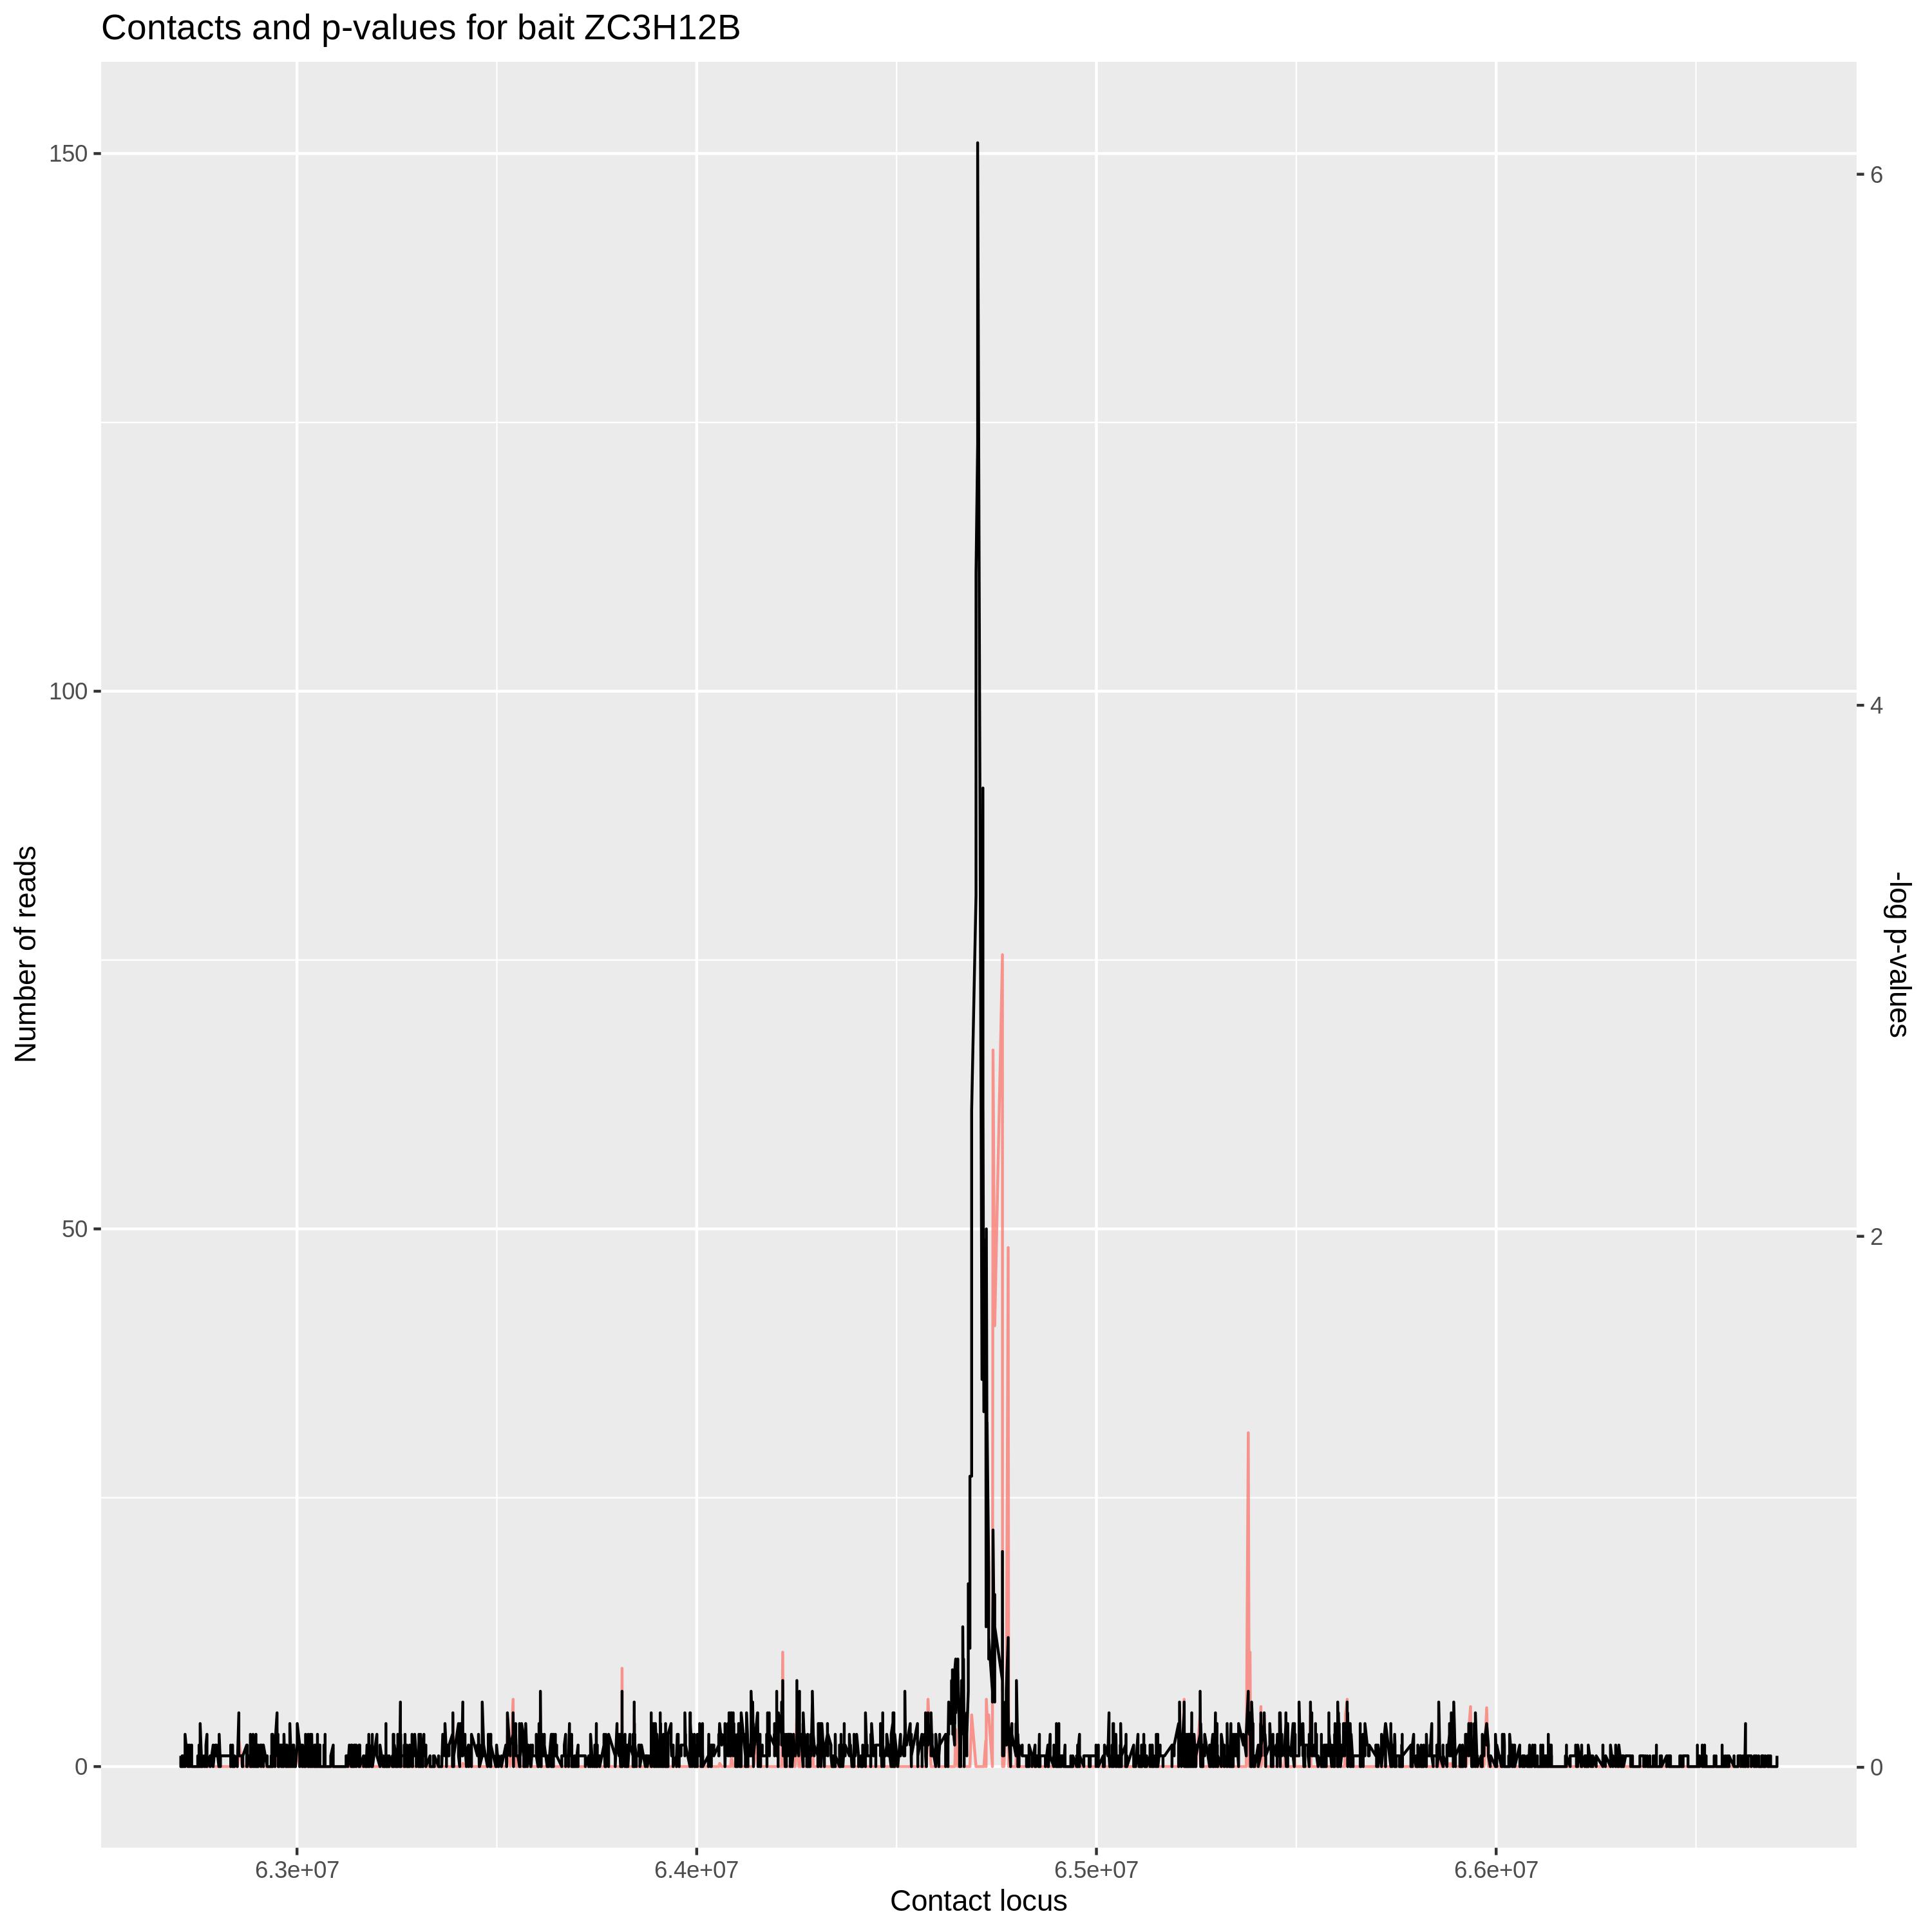 Contacts and p-values for bait ZC3H12B
150
100
50
0
Number of reads
6
4
2
0
-log p-values
6.3e+07
6.4e+07
6.5e+07
6.6e+07
Contact locus